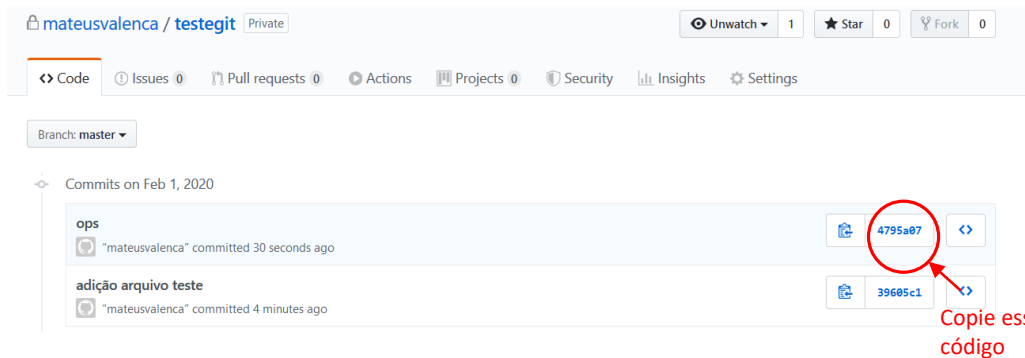 mateusvalenca / testegit Private Unwatch 1 Star 0 Fork 0
Code Issues 0 Pull requests 0 Actions Projects 0 Security Insights Settings
Branch: master
Commits on Feb 1, 2020
ops
4795a07
"mateusvalenca" committed 30 seconds ago
adição arquivo teste
39605c1
"mateusvalenca" committed 4 minutes ago
Copie ess
código